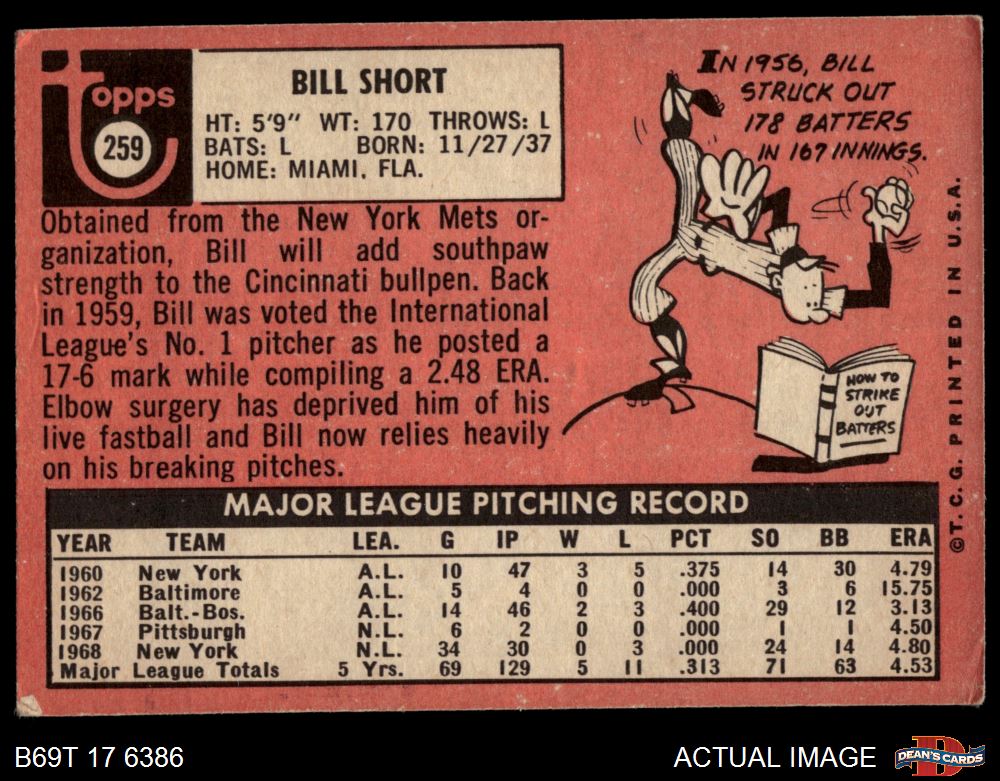 topps
259
BILL SHORT
HT: 5'9" WT: 170 THROWS: L
BATS: L BORN: 11/27/37
HOME: MIAMI, FLA.
Obtained from the New York Mets or-
ganization, Bill will add southpaw
strength to the Cincinnati bullpen. Back
in 1959, Bill was voted the International
League's No. 1 pitcher as he posted a
17-6 mark while compiling a 2.48 ERA.
Elbow surgery has deprived him of his
live fastball and Bill now relies heavily
on his breaking pitches.
IN 1956, BILL
STRUCK OUT
178 BATTERS
IN 167 INNINGS.
HOW TO
STRIKE
OUT
BATTERS
©T.C.G. PRINTED IN U.S.A.
MAJOR LEAGUE PITCHING RECORD
YEAR TEAM LEA. G IP W L PCT SO BB ERA
1960 New York A.L. 10 47 3 5 .375 14 30 4.79
1962 Baltimore A.L. 5 4 0 0 .000 3 6 15.75
1966 Balt.-Bos. A.L. 14 46 2 3 .400 29 12 3.13
1967 Pittsburgh N.L. 6 2 0 0 .000 1 1 4.50
1968 New York N.L. 34 30 0 3 .000 24 14 4.80
Major League Totals 5 Yrs. 69 129 5 11 .313 71 63 4.53
B69T 17 6386
ACTUAL IMAGE
D
DEAN'S CARDS